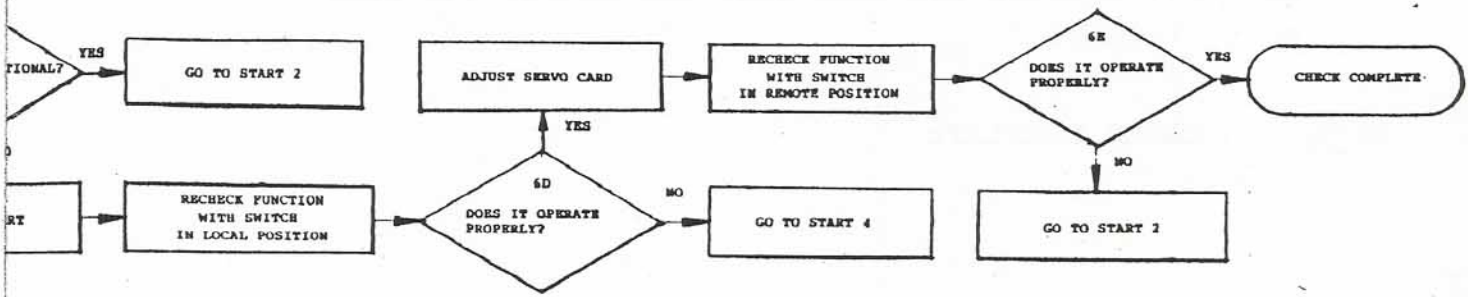 TIONAL?
YES
GO TO START 2
RT
RECHECK FUNCTION
WITH SWITCH
IN LOCAL POSITION
6D
DOES IT OPERATE
PROPERLY?
YES
ADJUST SERVO CARD
NO
GO TO START 4
RECHECK FUNCTION
WITH SWITCH
IN REMOTE POSITION
6E
DOES IT OPERATE
PROPERLY?
YES
CHECK COMPLETE
NO
GO TO START 2